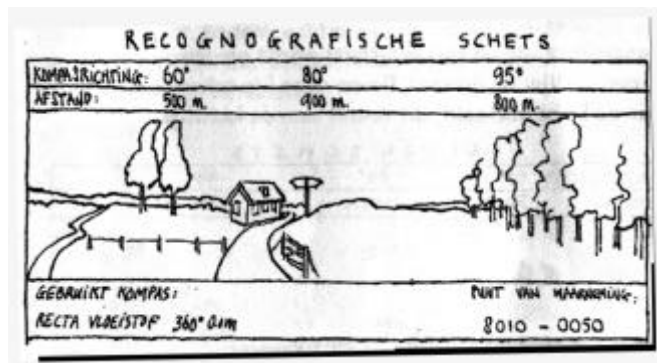 RECOGNOGRAFISCHE SCHETS
KOMPASRICHTING: 60° 80° 95°
AFSTAND: 500 m. 900 m. 800 m.
GEBRUIKT KOMPAS:
RECTA VLOEISTOF 360°
PUNT VAN WAARNEMING:
8010 - 0050